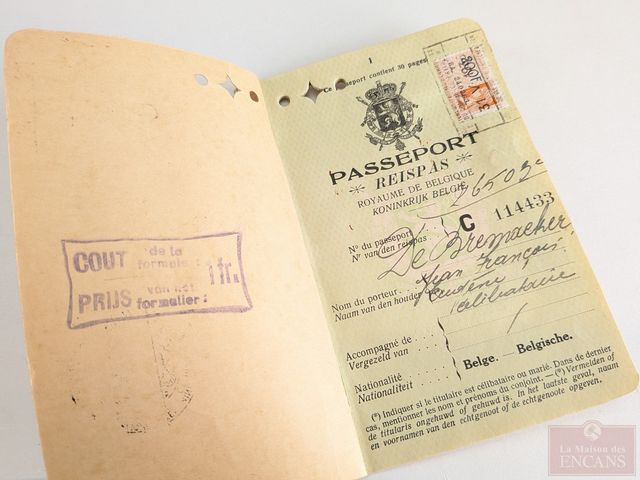 COUT de la formule: 1 fr.
PRIJS van het formulier:
1
Ce passeport contient 30 pages
PASSEPORT
REISPAS
ROYAUME DE BELGIQUE
KONINKRIJK BELGIË
N° du passeport
Nr van den reispas
C 114433
De Bremaeker
Jean François
célibataire
Nom du porteur
Naam van den houder
Accompagné de
Vergezeld van
Nationalité
Nationaliteit
Belge. — Belgische.
(*) Indiquer si le titulaire est célibataire ou marié. Dans de dernier
cas, mentionner les nom et prénoms du conjoint. — (*) Vermelden of
de titularis ongehuwd of gehuwd is. In het laatste geval, naam
en voornamen van den echtgenoot of de echtgenoote opgeven.
La Maison des
ENCANS